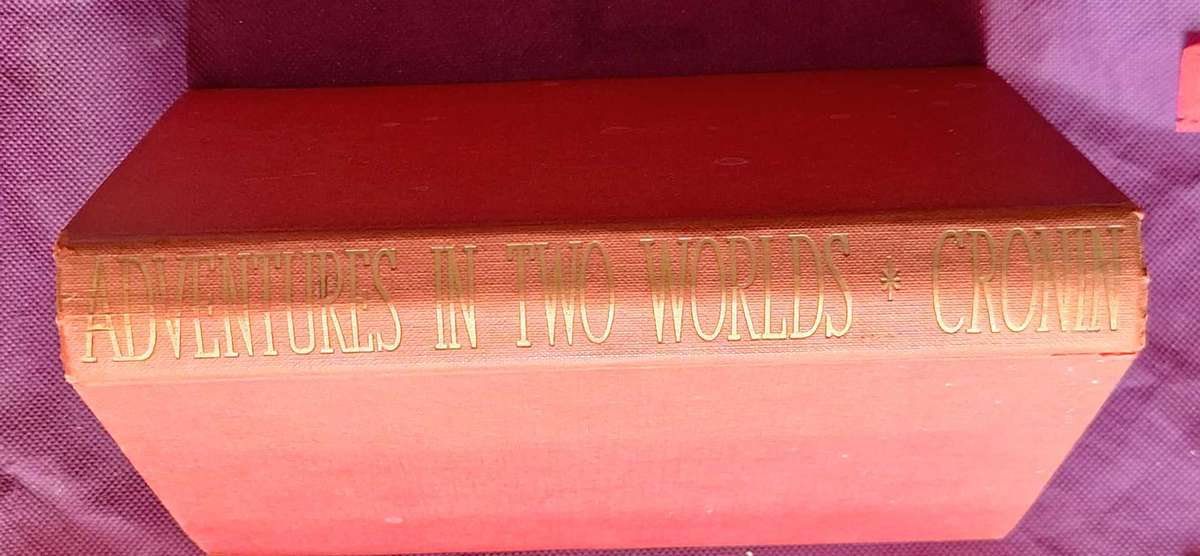 ADVENTURES IN TWO WORLDS * CRONIN